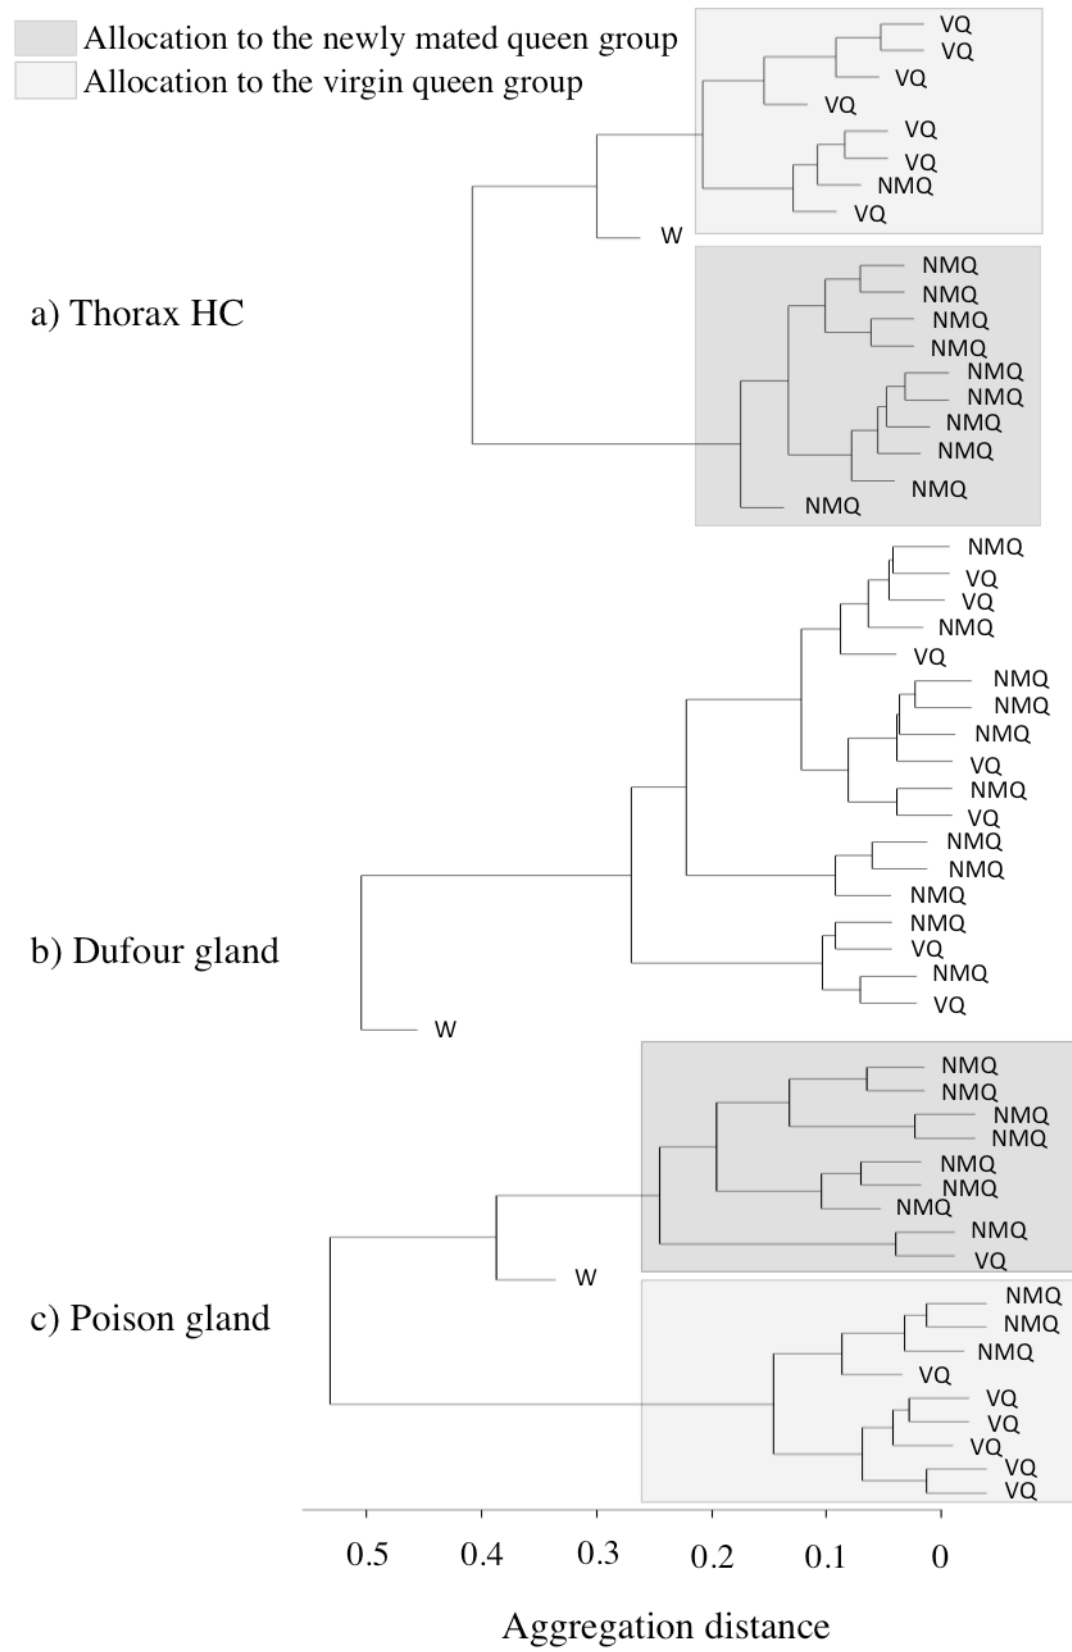 Allocation to the newly mated queen group
Allocation to the virgin queen group
VQ
VQ
VQ
VQ
VQ
VQ
NMQ
VQ
W
a) Thorax HC
NMQ
NMQ
NMQ
NMQ
NMQ
NMQ
NMQ
NMQ
NMQ
NMQ
NMQ
VQ
VQ
NMQ
VQ
NMQ
NMQ
NMQ
VQ
NMQ
VQ
NMQ
NMQ
NMQ
NMQ
VQ
NMQ
VQ
b) Dufour gland
W
NMQ
NMQ
NMQ
NMQ
NMQ
NMQ
NMQ
NMQ
VQ
W
c) Poison gland
NMQ
NMQ
NMQ
VQ
VQ
VQ
VQ
VQ
VQ
0.5 0.4 0.3 0.2 0.1 0
Aggregation distance